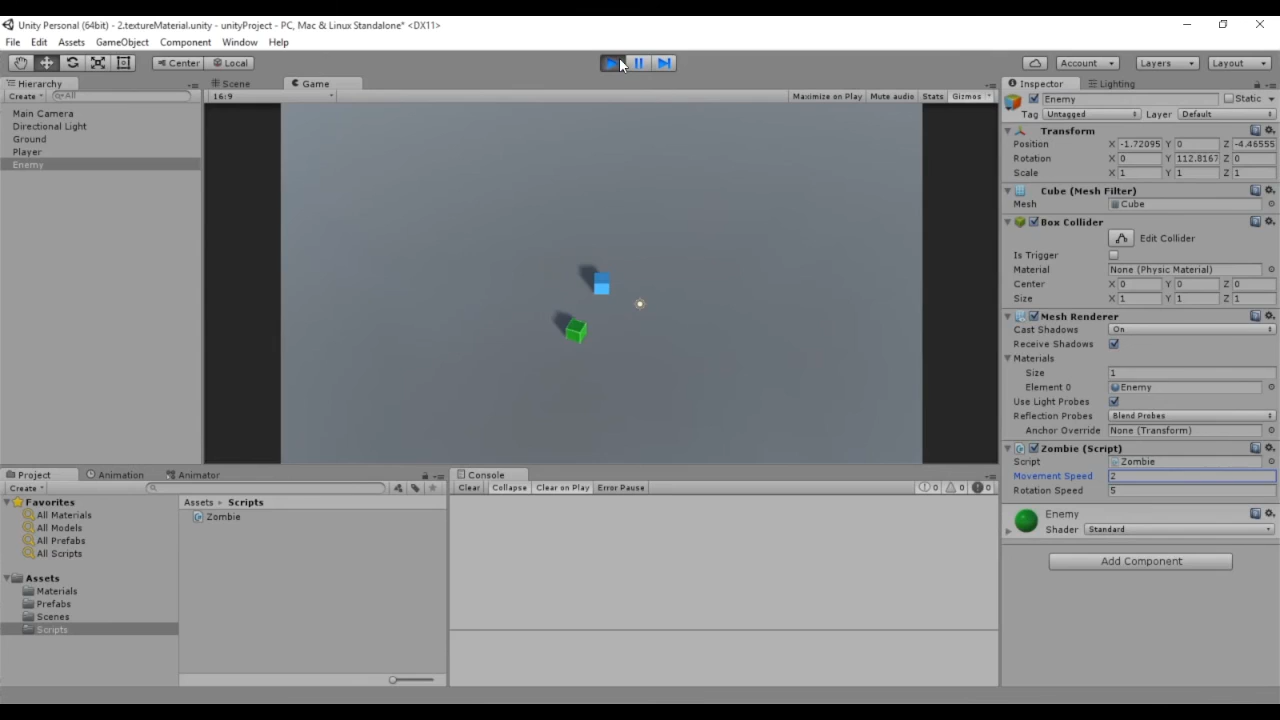 Unity Personal (64bit) - 2.textureMaterial.unity - unityProject - PC, Mac & Linux Standalone* <DX11>
File Edit Assets GameObject Component Window Help
Center Local Account Layers Layout
Hierarchy
Create All
Main Camera
Directional Light
Ground
Player
Enemy
Scene Game
16:9 Maximize on Play Mute audio Stats Gizmos
Inspector Lighting
Enemy Static
Tag Untagged Layer Default
Transform
Position X -1.72095 Y 0 Z -4.46555
Rotation X 0 Y 112.8167 Z 0
Scale X 1 Y 1 Z 1
Cube (Mesh Filter)
Mesh Cube
Box Collider
Edit Collider
Is Trigger
Material None (Physic Material)
Center X 0 Y 0 Z 0
Size X 1 Y 1 Z 1
Mesh Renderer
Cast Shadows On
Receive Shadows
Materials
Size 1
Element 0 Enemy
Use Light Probes
Reflection Probes Blend Probes
Anchor Override None (Transform)
Zombie (Script)
Script Zombie
Movement Speed 2
Rotation Speed 5
Enemy
Shader Standard
Add Component
Project Animation Animator
Create
Favorites
All Materials
All Models
All Prefabs
All Scripts
Assets
Materials
Prefabs
Scenes
Scripts
Assets Scripts
Zombie
Console
Clear Collapse Clear on Play Error Pause 0 0 0